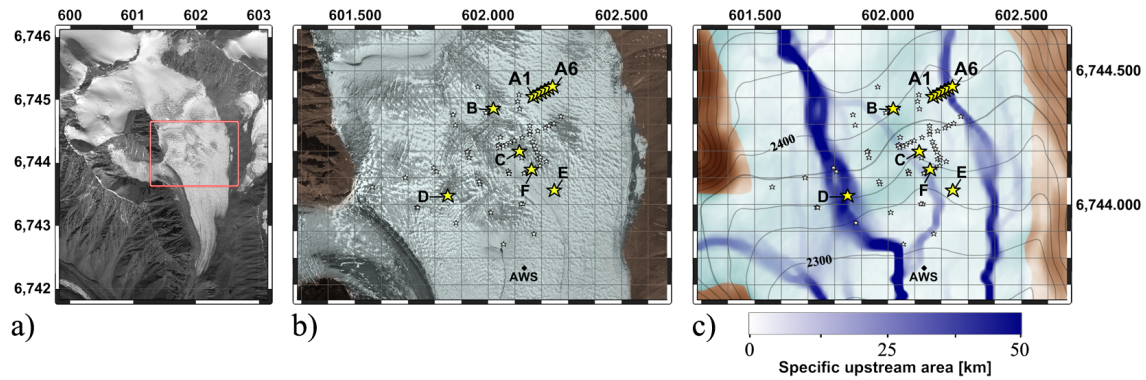 600 601 602 603
6,746
6,745
6,744
6,743
6,742
a)
601.500 602.000 602.500
A1 A6
B
C
D
E
F
AWS
b)
601.500 602.000 602.500
6,744.500
6,744.000
A1 A6
B
2400
C
D
E
F
2300
AWS
c)
0 25 50
Specific upstream area [km]